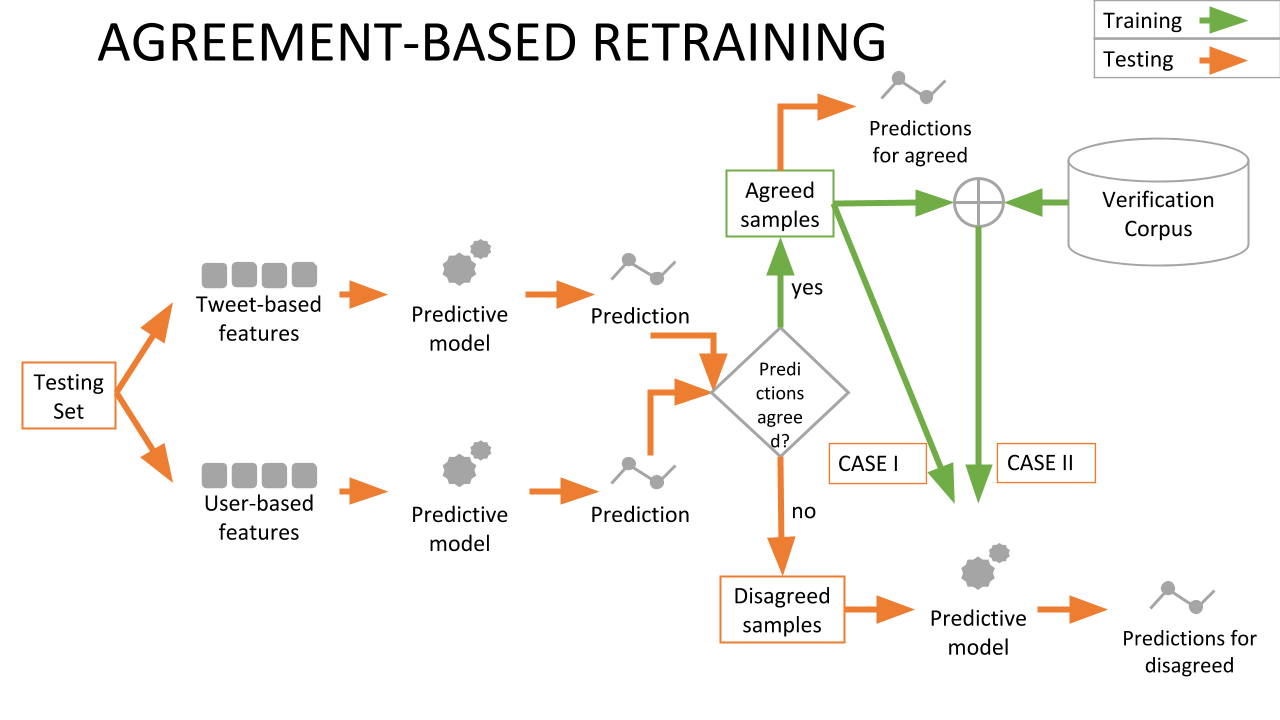 AGREEMENT-BASED RETRAINING
Training
Testing
Predictions
for agreed
Agreed
samples
Verification
Corpus
yes
Tweet-based
features
Predictive
model
Prediction
Testing
Set
Predi
ctions
agree
d?
CASE I
CASE II
User-based
features
Predictive
model
Prediction
no
Disagreed
samples
Predictive
model
Predictions for
disagreed